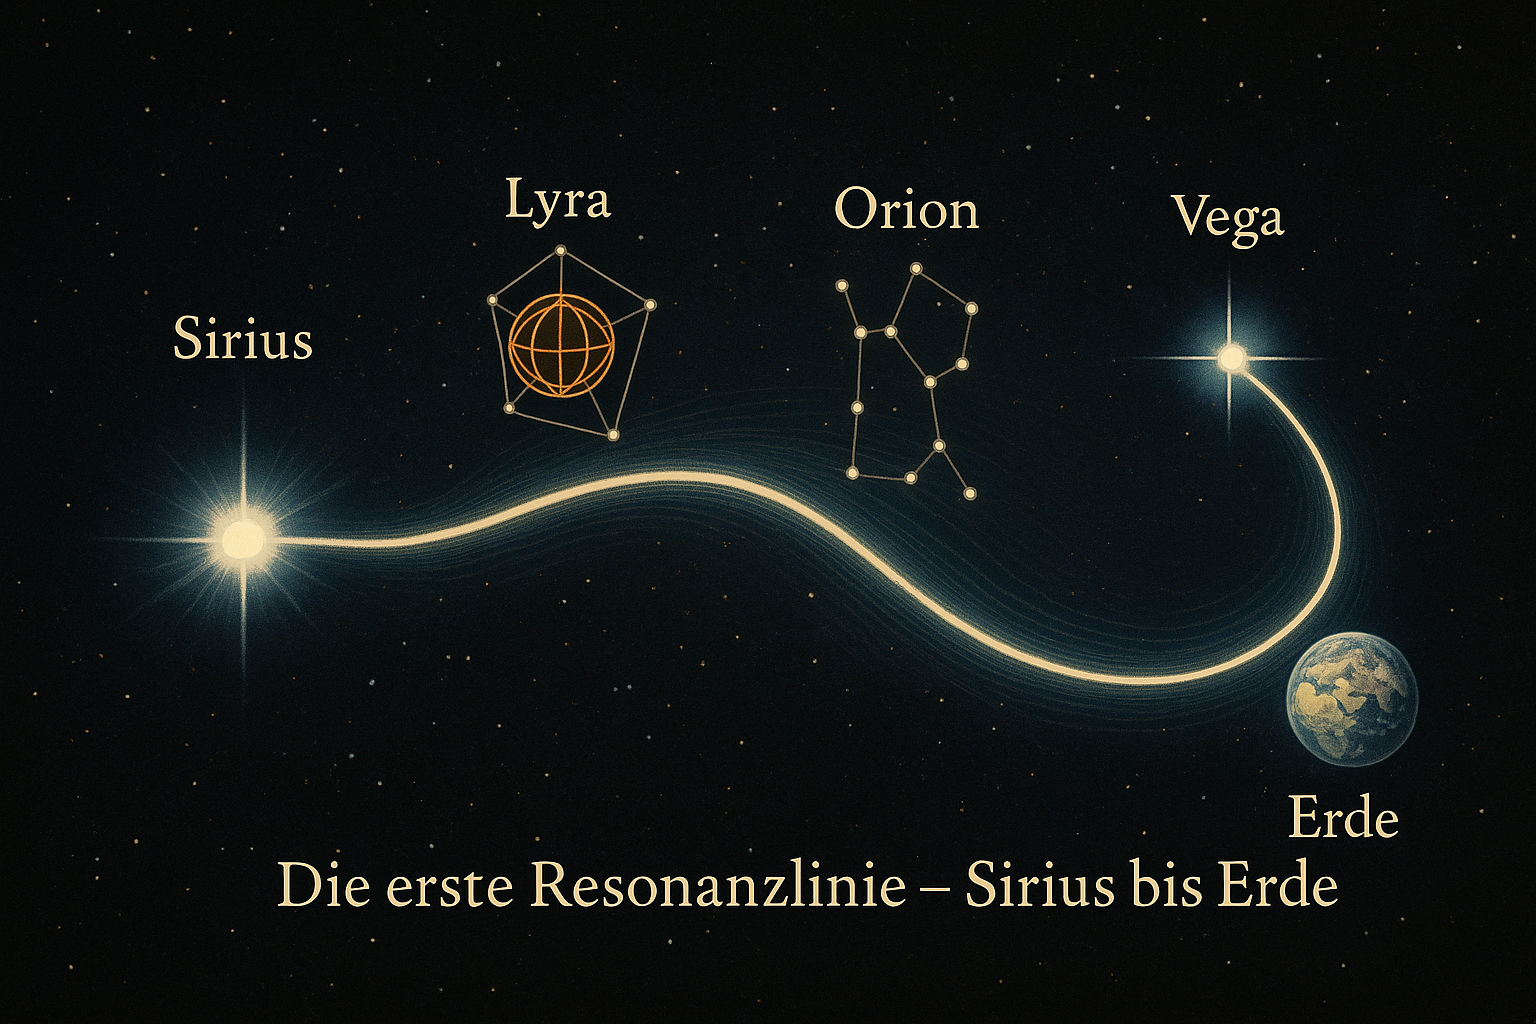 Lyra
Orion
Vega
Sirius
Erde
Die erste Resonanzlinie – Sirius bis Erde